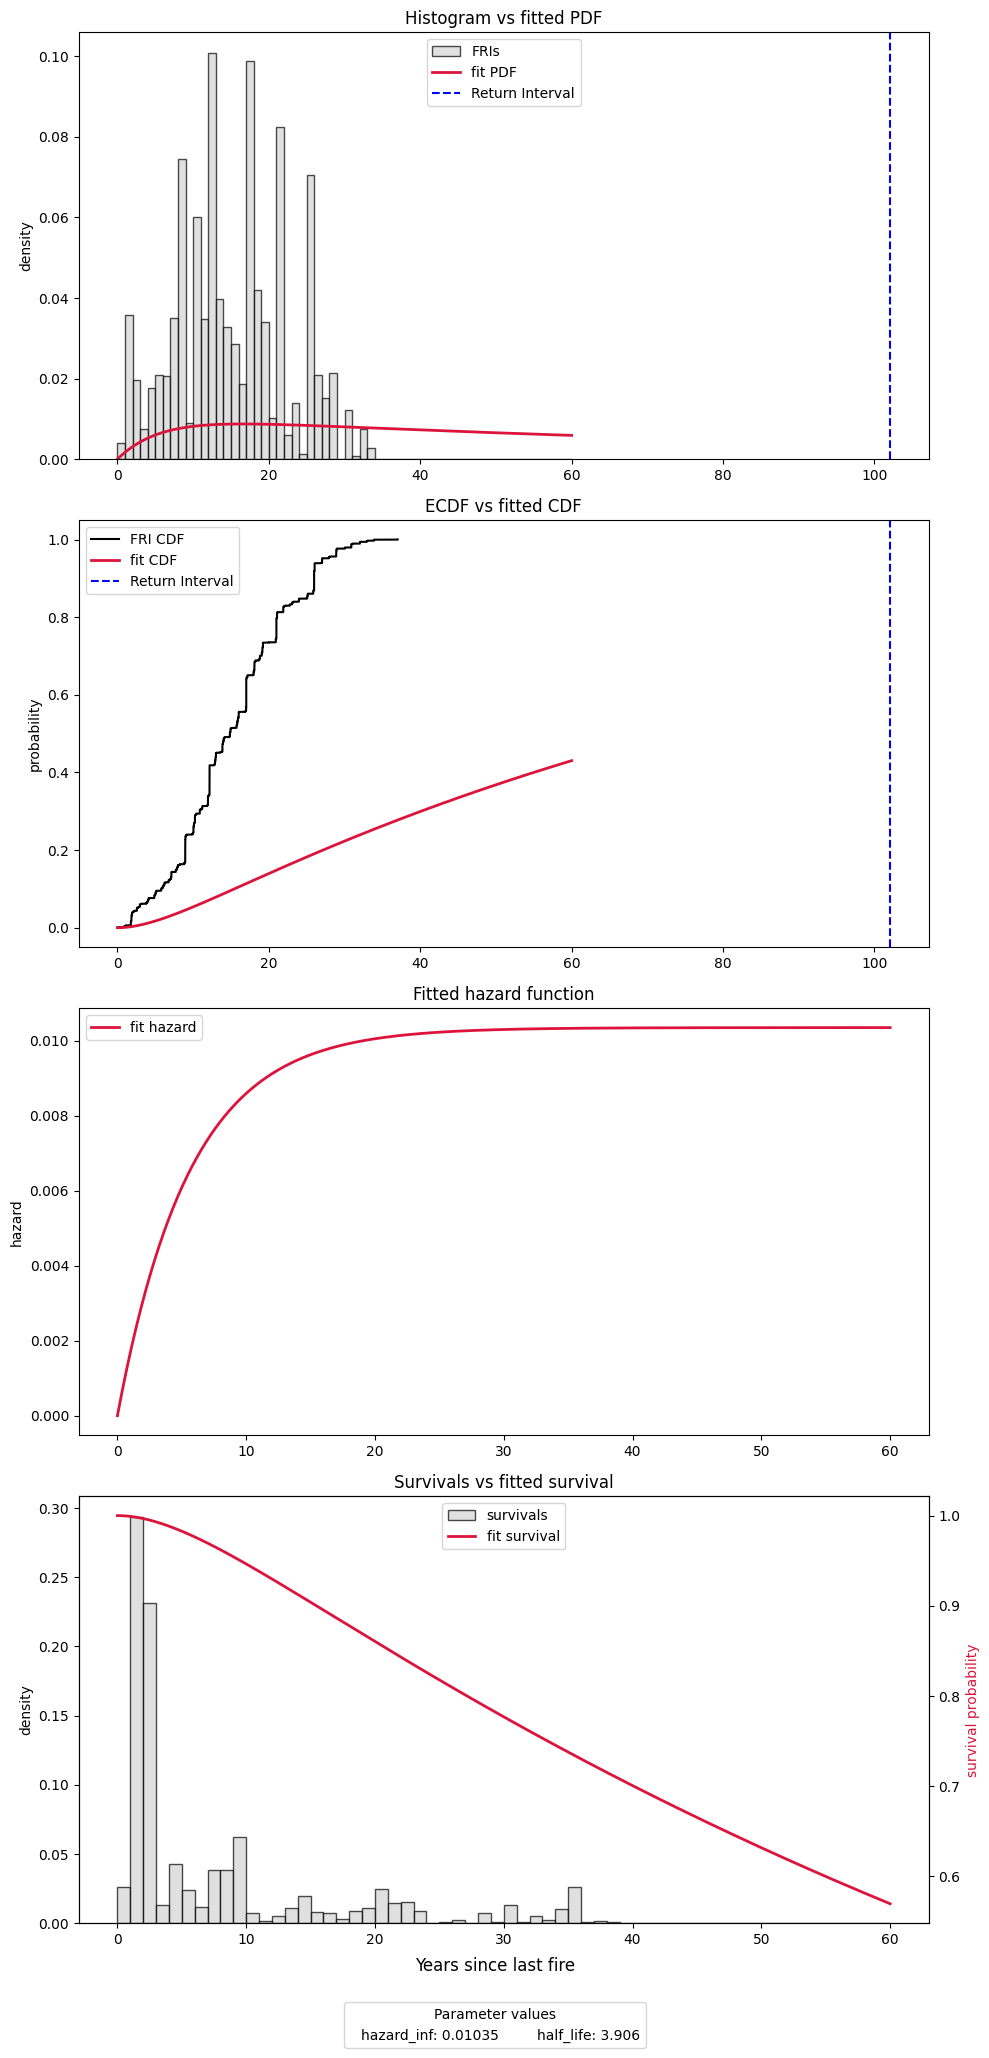 Histogram vs fitted PDF
FRIs
fit PDF
Return Interval
density
0.10
0.08
0.06
0.04
0.02
0.00
0 20 40 60 80 100
ECDF vs fitted CDF
FRI CDF
fit CDF
Return Interval
probability
1.0
0.8
0.6
0.4
0.2
0.0
0 20 40 60 80 100
Fitted hazard function
fit hazard
hazard
0.010
0.008
0.006
0.004
0.002
0.000
0 10 20 30 40 50 60
Survivals vs fitted survival
survivals
fit survival
density
0.30
0.25
0.20
0.15
0.10
0.05
0.00
1.0
0.9
0.8
0.7
0.6
survival probability
0 10 20 30 40 50 60
Years since last fire
Parameter values
hazard_inf: 0.01035 half_life: 3.906